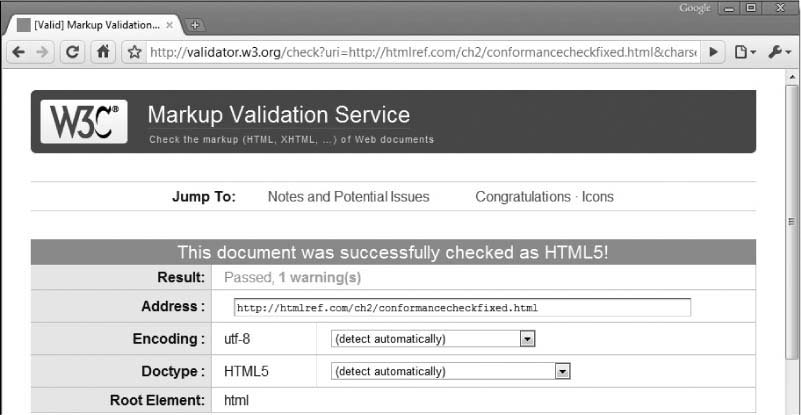 Google
[Valid] Markup Validation...
http://validator.w3.org/check?uri=http://htmlref.com/ch2/conformancecheckfixed.html&charse
W3C®
Markup Validation Service
Check the markup (HTML, XHTML, ...) of Web documents
Jump To: Notes and Potential Issues Congratulations · Icons
This document was successfully checked as HTML5!
Result: Passed, 1 warning(s)
Address : http://htmlref.com/ch2/conformancecheckfixed.html
Encoding : utf-8 (detect automatically)
Doctype : HTML5 (detect automatically)
Root Element: html